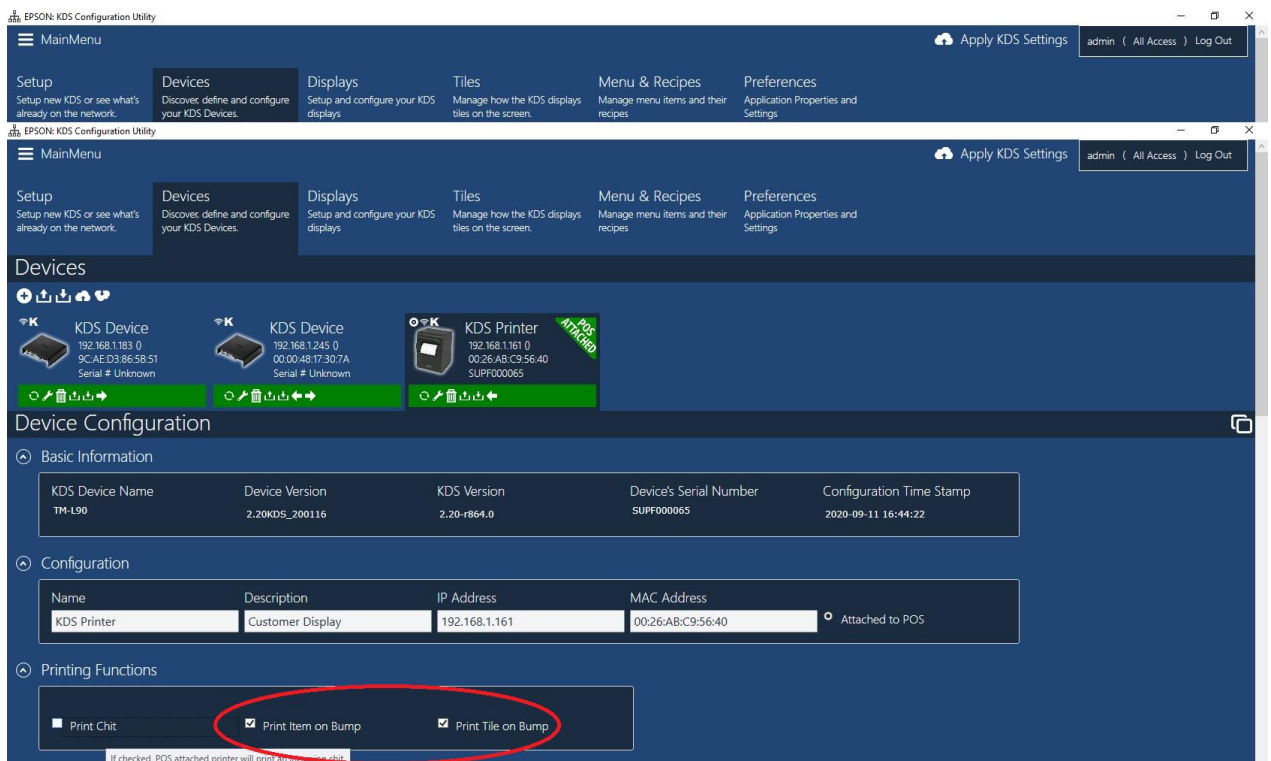 EPSON: KDS Configuration Utility
MainMenu
Apply KDS Settings
admin ( All Access ) Log Out
Setup
Setup new KDS or see what's
already on the network.
Devices
Discover, define and configure
your KDS Devices.
Displays
Setup and configure your KDS
displays
Tiles
Manage how the KDS displays
tiles on the screen.
Menu & Recipes
Manage menu items and their
recipes
Preferences
Application Properties and
Settings
EPSON: KDS Configuration Utility
MainMenu
Apply KDS Settings
admin ( All Access ) Log Out
Setup
Setup new KDS or see what's
already on the network.
Devices
Discover, define and configure
your KDS Devices.
Displays
Setup and configure your KDS
displays
Tiles
Manage how the KDS displays
tiles on the screen.
Menu & Recipes
Manage menu items and their
recipes
Preferences
Application Properties and
Settings
Devices
K
KDS Device
192.168.1.183 ()
9C:AE:D3:86:5B:51
Serial # Unknown
K
KDS Device
192.168.1.245 ()
00:00:48:17:30:7A
Serial # Unknown
K
KDS Printer
192.168.1.161 ()
00:26:AB:C9:56:40
SUPF000065
POS
ATTACHED
Device Configuration
Basic Information
KDS Device Name
TM-L90
Device Version
2.20KDS_200116
KDS Version
2.20-r864.0
Device's Serial Number
SUPF000065
Configuration Time Stamp
2020-09-11 16:44:22
Configuration
Name
KDS Printer
Description
Customer Display
IP Address
192.168.1.161
MAC Address
00:26:AB:C9:56:40
Attached to POS
Printing Functions
Print Chit
Print Item on Bump
Print Tile on Bump
If checked, POS attached printer will print an incoming chit